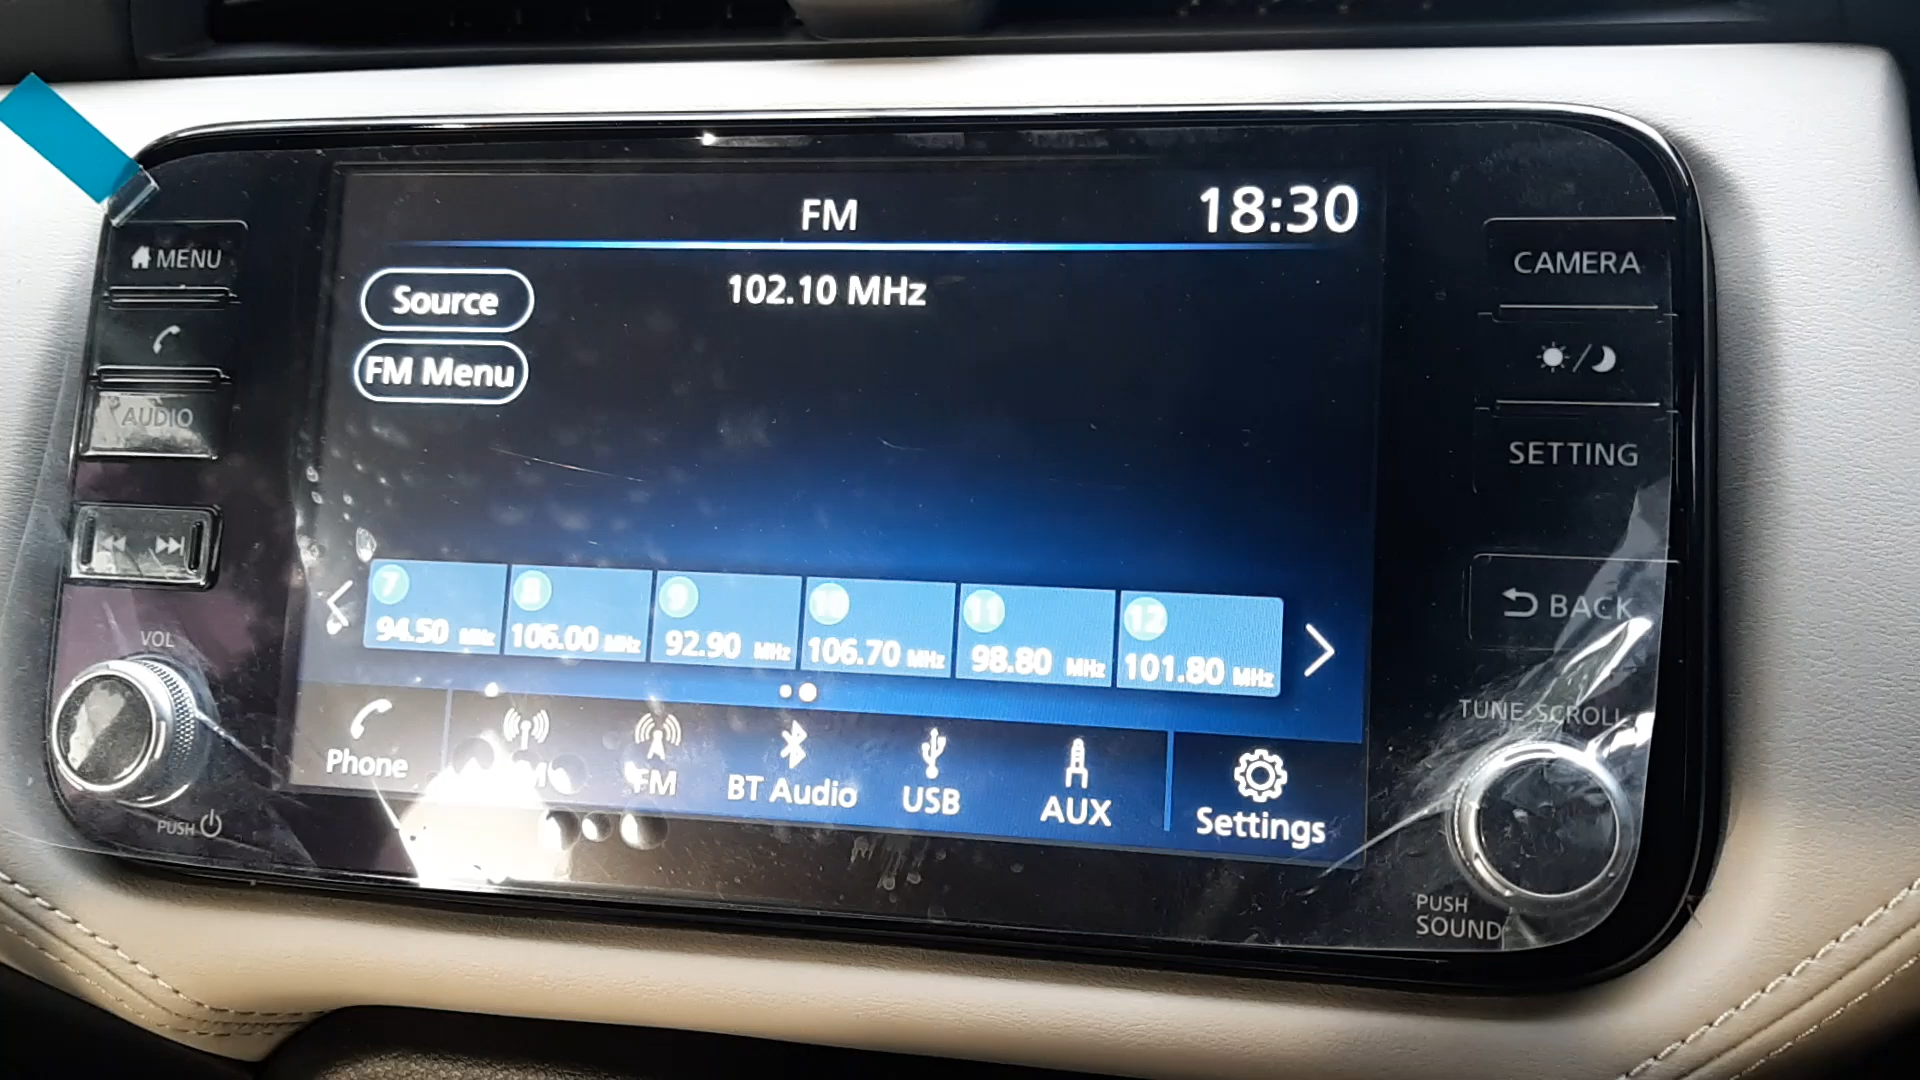 FM
18:30
102.10 MHz
Source
FM Menu
MENU
AUDIO
VOL
PUSH
CAMERA
SETTING
BACK
TUNE·SCROLL
PUSH
SOUND
7
94.50 MHz
8
106.00 MHz
9
92.90 MHz
10
106.70 MHz
11
98.80 MHz
12
101.80 MHz
Phone
FM
BT Audio
USB
AUX
Settings